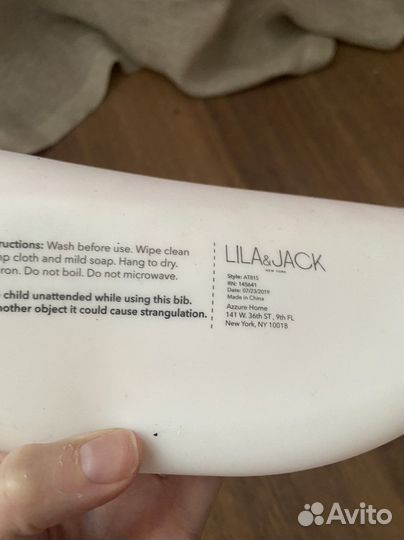 ructions: Wash before use. Wipe clean
mp cloth and mild soap. Hang to dry.
ron. Do not boil. Do not microwave.
child unattended while using this bib.
nother object it could cause strangulation.
LILA&JACK
NEW YORK
Style: AT815
RN: 145641
Date: 07/23/2019
Made in China
Azzure Home
141 W. 36th ST , 9th FL
New York, NY 10018
Avito